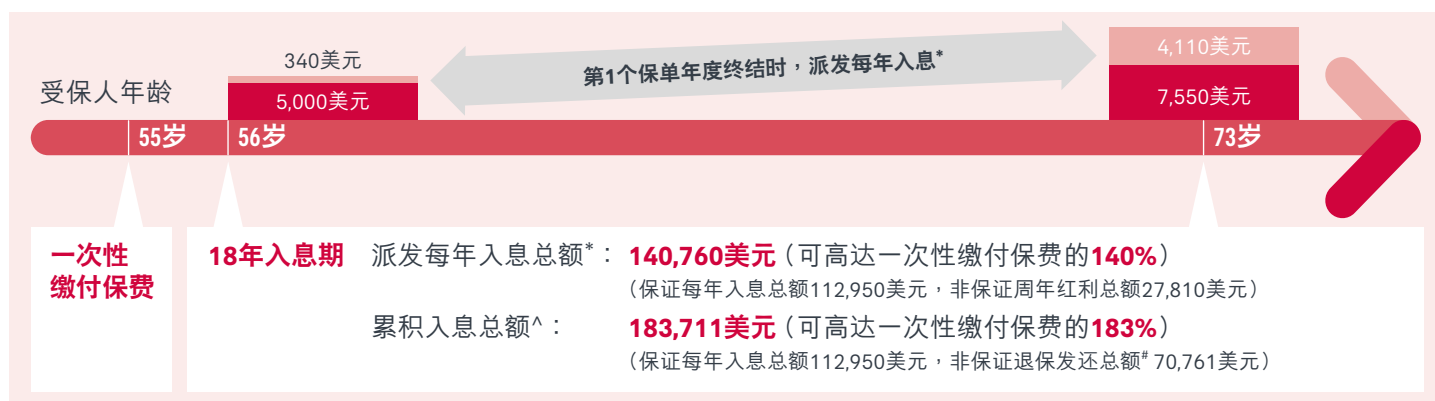 340美元
4,110美元
第1个保单年度终结时，派发每年入息*
受保人年龄
5,000美元
7,550美元
55岁
56岁
73岁
一次性
缴付保费
18年入息期 派发每年入息总额*： 140,760美元（可高达一次性缴付保费的140%）
（保证每年入息总额112,950美元，非保证周年红利总额27,810美元）
累积入息总额^： 183,711美元（可高达一次性缴付保费的183%）
（保证每年入息总额112,950美元，非保证退保发还总额# 70,761美元）